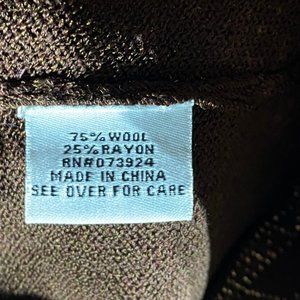 75% WOOL
25% RAYON
RN#073924
MADE IN CHINA
SEE OVER FOR CARE